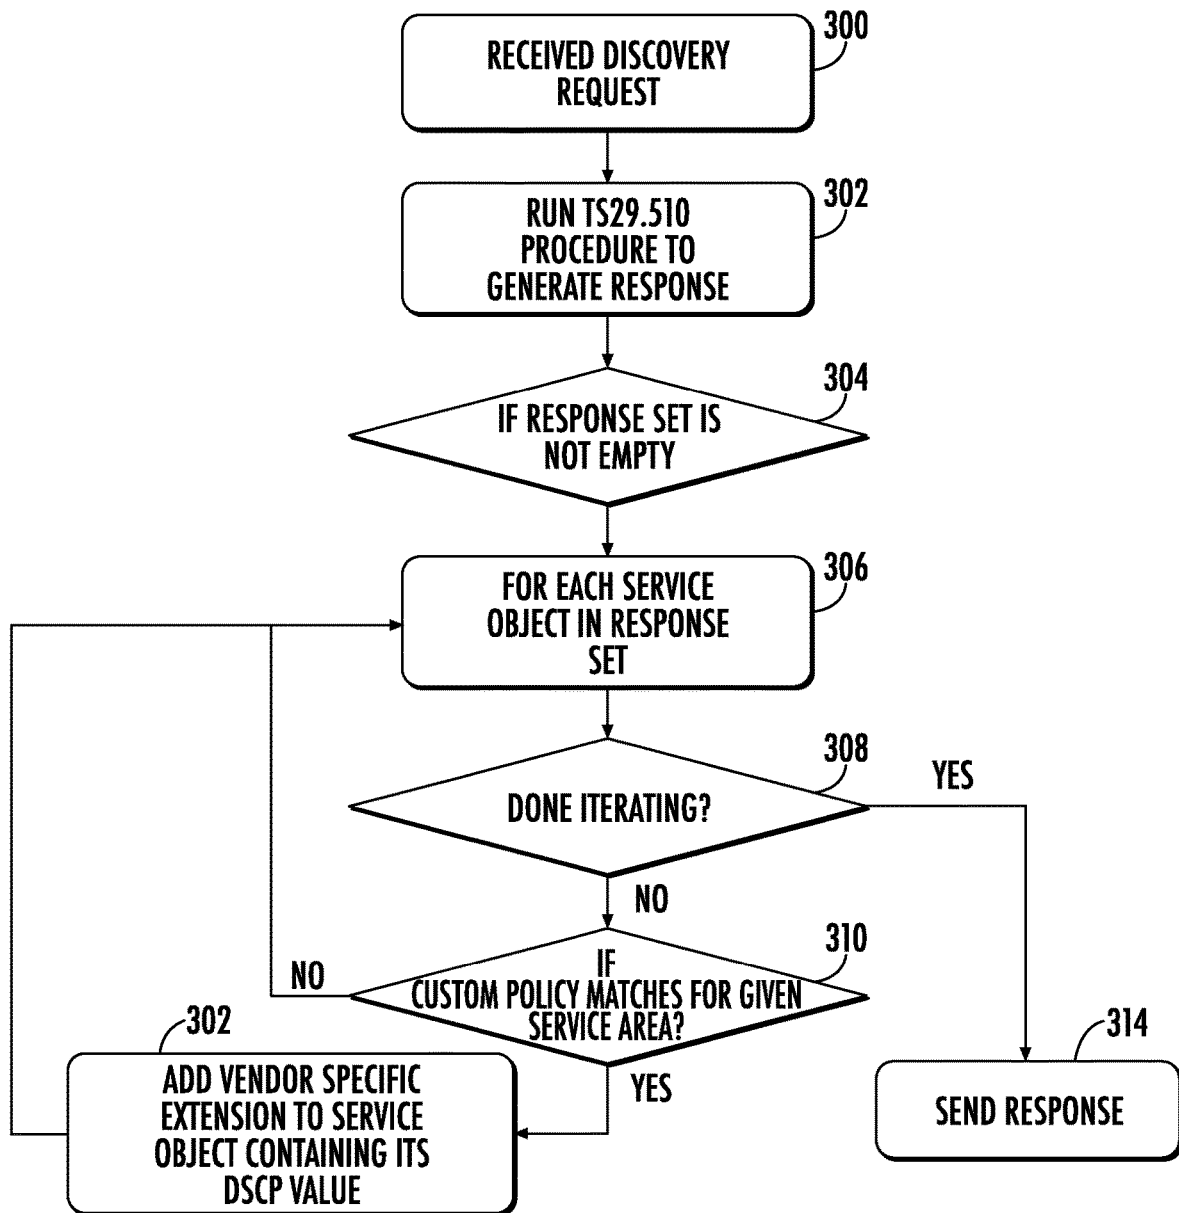 300
RECEIVED DISCOVERY
REQUEST
302
RUN TS29.510
PROCEDURE TO
GENERATE RESPONSE
304
IF RESPONSE SET IS
NOT EMPTY
306
FOR EACH SERVICE
OBJECT IN RESPONSE
SET
308
YES
DONE ITERATING?
NO
310
NO
IF
CUSTOM POLICY MATCHES FOR GIVEN
SERVICE AREA?
YES
302
ADD VENDOR SPECIFIC
EXTENSION TO SERVICE
OBJECT CONTAINING ITS
DSCP VALUE
314
SEND RESPONSE